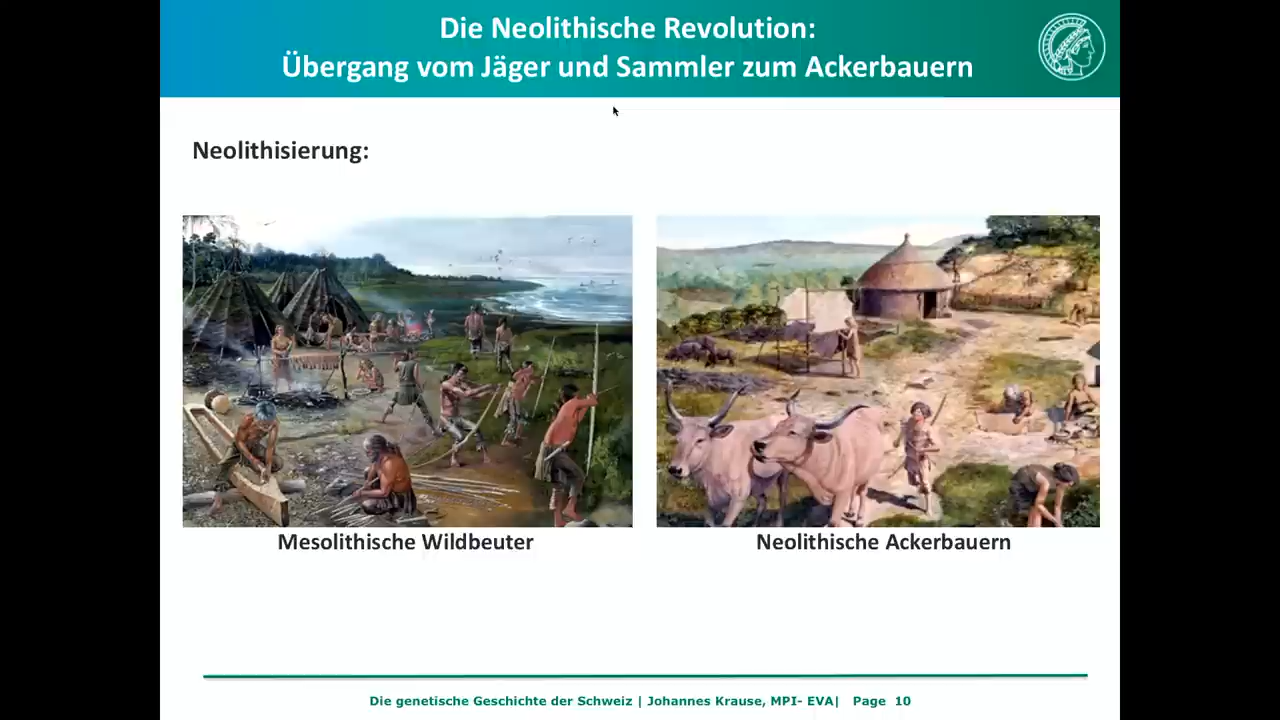 Die Neolithische Revolution:
Übergang vom Jäger und Sammler zum Ackerbauern
Neolithisierung:
Mesolithische Wildbeuter
Neolithische Ackerbauern
Die genetische Geschichte der Schweiz | Johannes Krause, MPI- EVA| Page 10